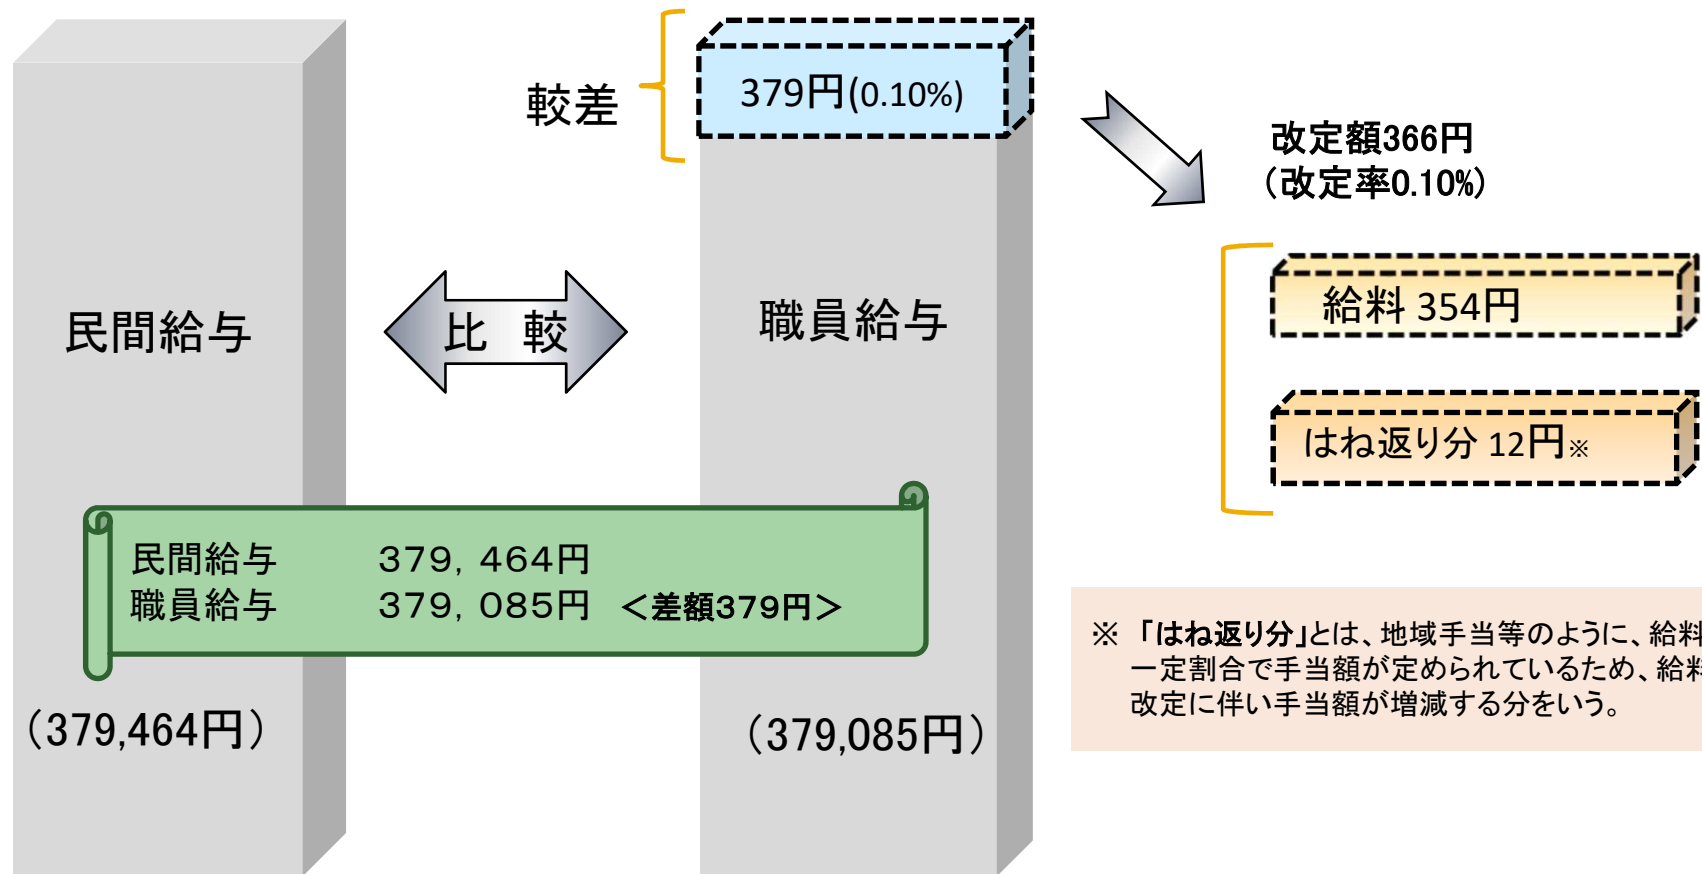 較差
379円(0.10%)
改定額366円
（改定率0.10%）
民間給与
比 較
職員給与
給料 354円
はね返り分 12円※
民間給与 379，464円
職員給与 379，085円 ＜差額379円＞
（379,464円）
（379,085円）
※ 「はね返り分」とは、地域手当等のように、給料
一定割合で手当額が定められているため、給料
改定に伴い手当額が増減する分をいう。